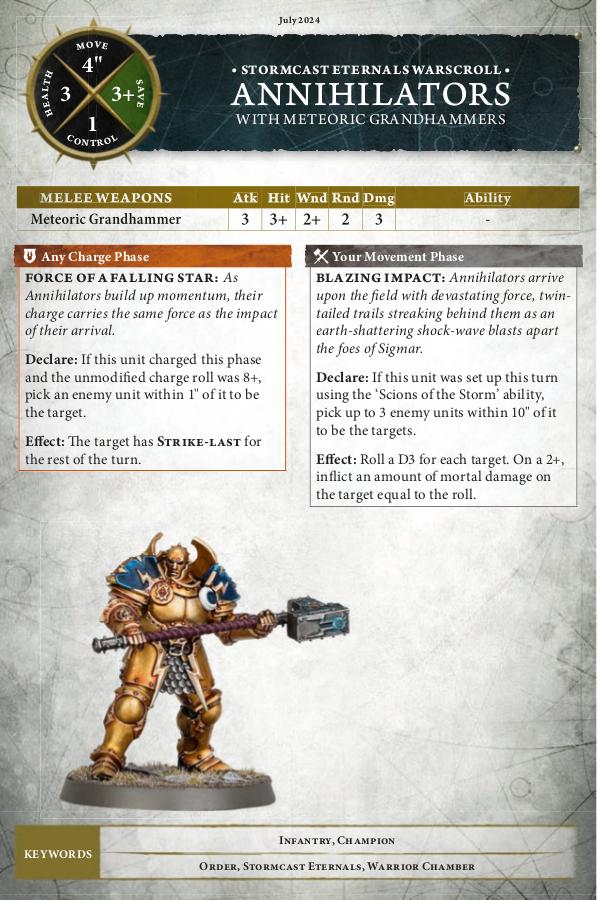 July 2024
MOVE
4"
HEALTH
3
3+
SAVE
1
CONTROL
• STORMCAST ETERNALS WARSCROLL •
ANNIHILATORS
WITH METEORIC GRANDHAMMERS
MELEE WEAPONS Atk Hit Wnd Rnd Dmg Ability
Meteoric Grandhammer 3 3+ 2+ 2 3 -
Any Charge Phase
FORCE OF A FALLING STAR: As
Annihilators build up momentum, their
charge carries the same force as the impact
of their arrival.
Declare: If this unit charged this phase
and the unmodified charge roll was 8+,
pick an enemy unit within 1" of it to be
the target.
Effect: The target has STRIKE-LAST for
the rest of the turn.
Your Movement Phase
BLAZING IMPACT: Annihilators arrive
upon the field with devastating force, twin-
tailed trails streaking behind them as an
earth-shattering shock-wave blasts apart
the foes of Sigmar.
Declare: If this unit was set up this turn
using the ‘Scions of the Storm’ ability,
pick up to 3 enemy units within 10" of it
to be the targets.
Effect: Roll a D3 for each target. On a 2+,
inflict an amount of mortal damage on
the target equal to the roll.
KEYWORDS
INFANTRY, CHAMPION
ORDER, STORMCAST ETERNALS, WARRIOR CHAMBER